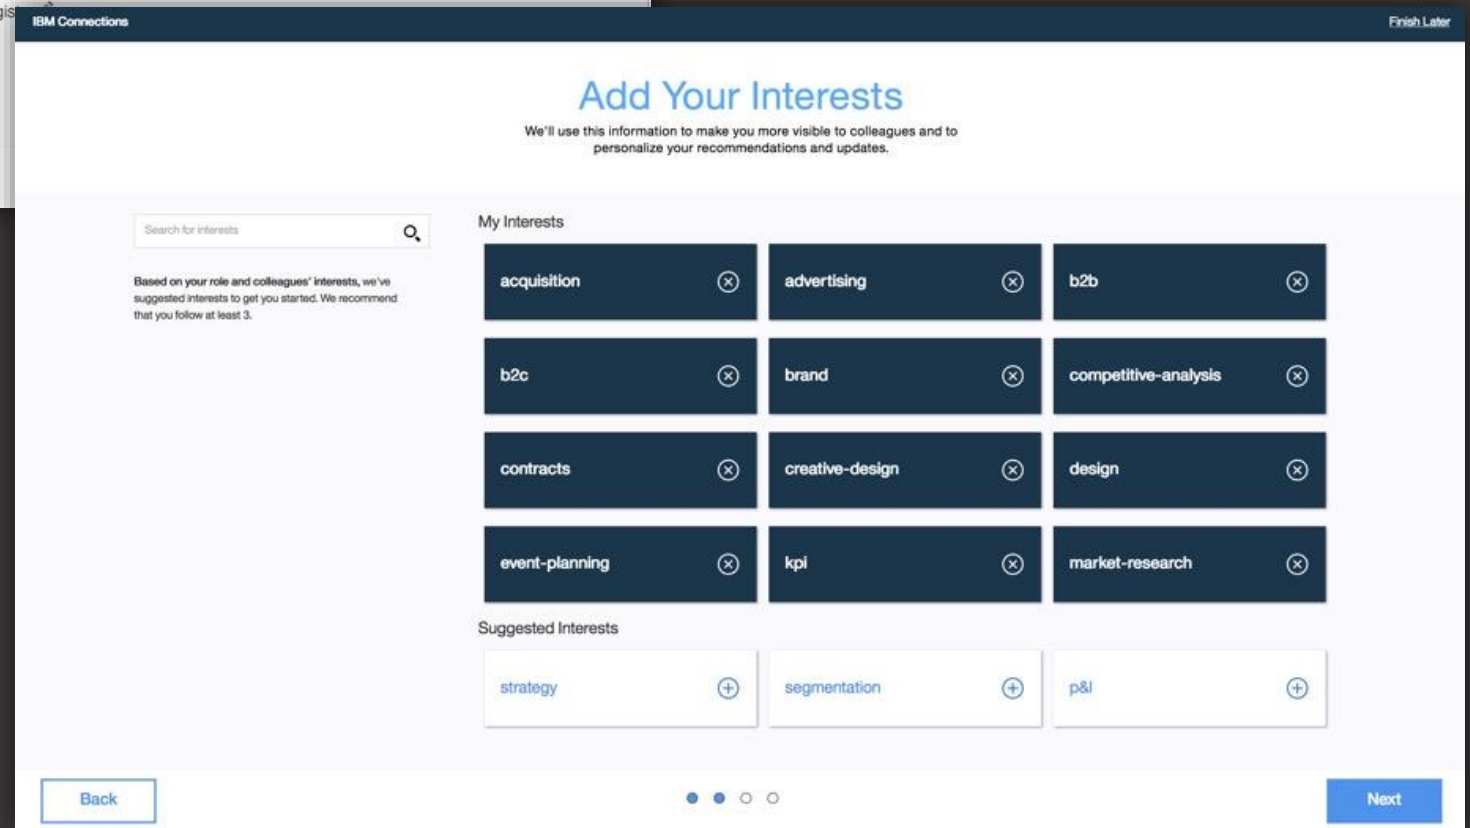 gis
IBM Connections
Finish Later
Add Your Interests
We'll use this information to make you more visible to colleagues and to
personalize your recommendations and updates.
Search for interests
Based on your role and colleagues' interests, we've
suggested interests to get you started. We recommend
that you follow at least 3.
My Interests
acquisition
advertising
b2b
b2c
brand
competitive-analysis
contracts
creative-design
design
event-planning
kpi
market-research
Suggested Interests
strategy
segmentation
p&l
Back
Next